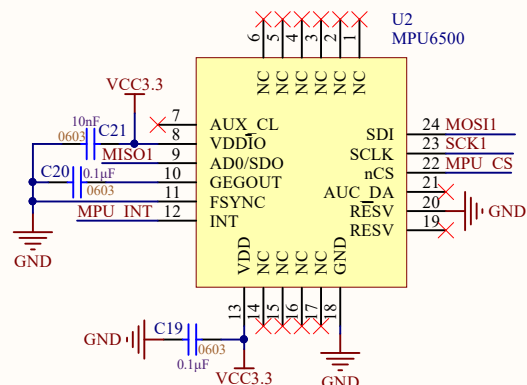 U2
MPU6500
6 5 4 3 2 1
NC NC NC NC NC NC
VCC3.3
10nF C21
0603
7 AUX_CL
8 VDDIO
MISO1 9 AD0/SDO
C20 0.1μF
0603
10 GEGOUT
11 FSYNC
MPU_INT 12 INT
GND
SDI 24 MOSI1
SCLK 23 SCK1
nCS 22 MPU_CS
AUC_DA 21
RESV 20 GND
RESV 19
VDD NC NC NC NC GND
13 14 15 16 17 18
GND C19 0603
0.1μF
VCC3.3
GND